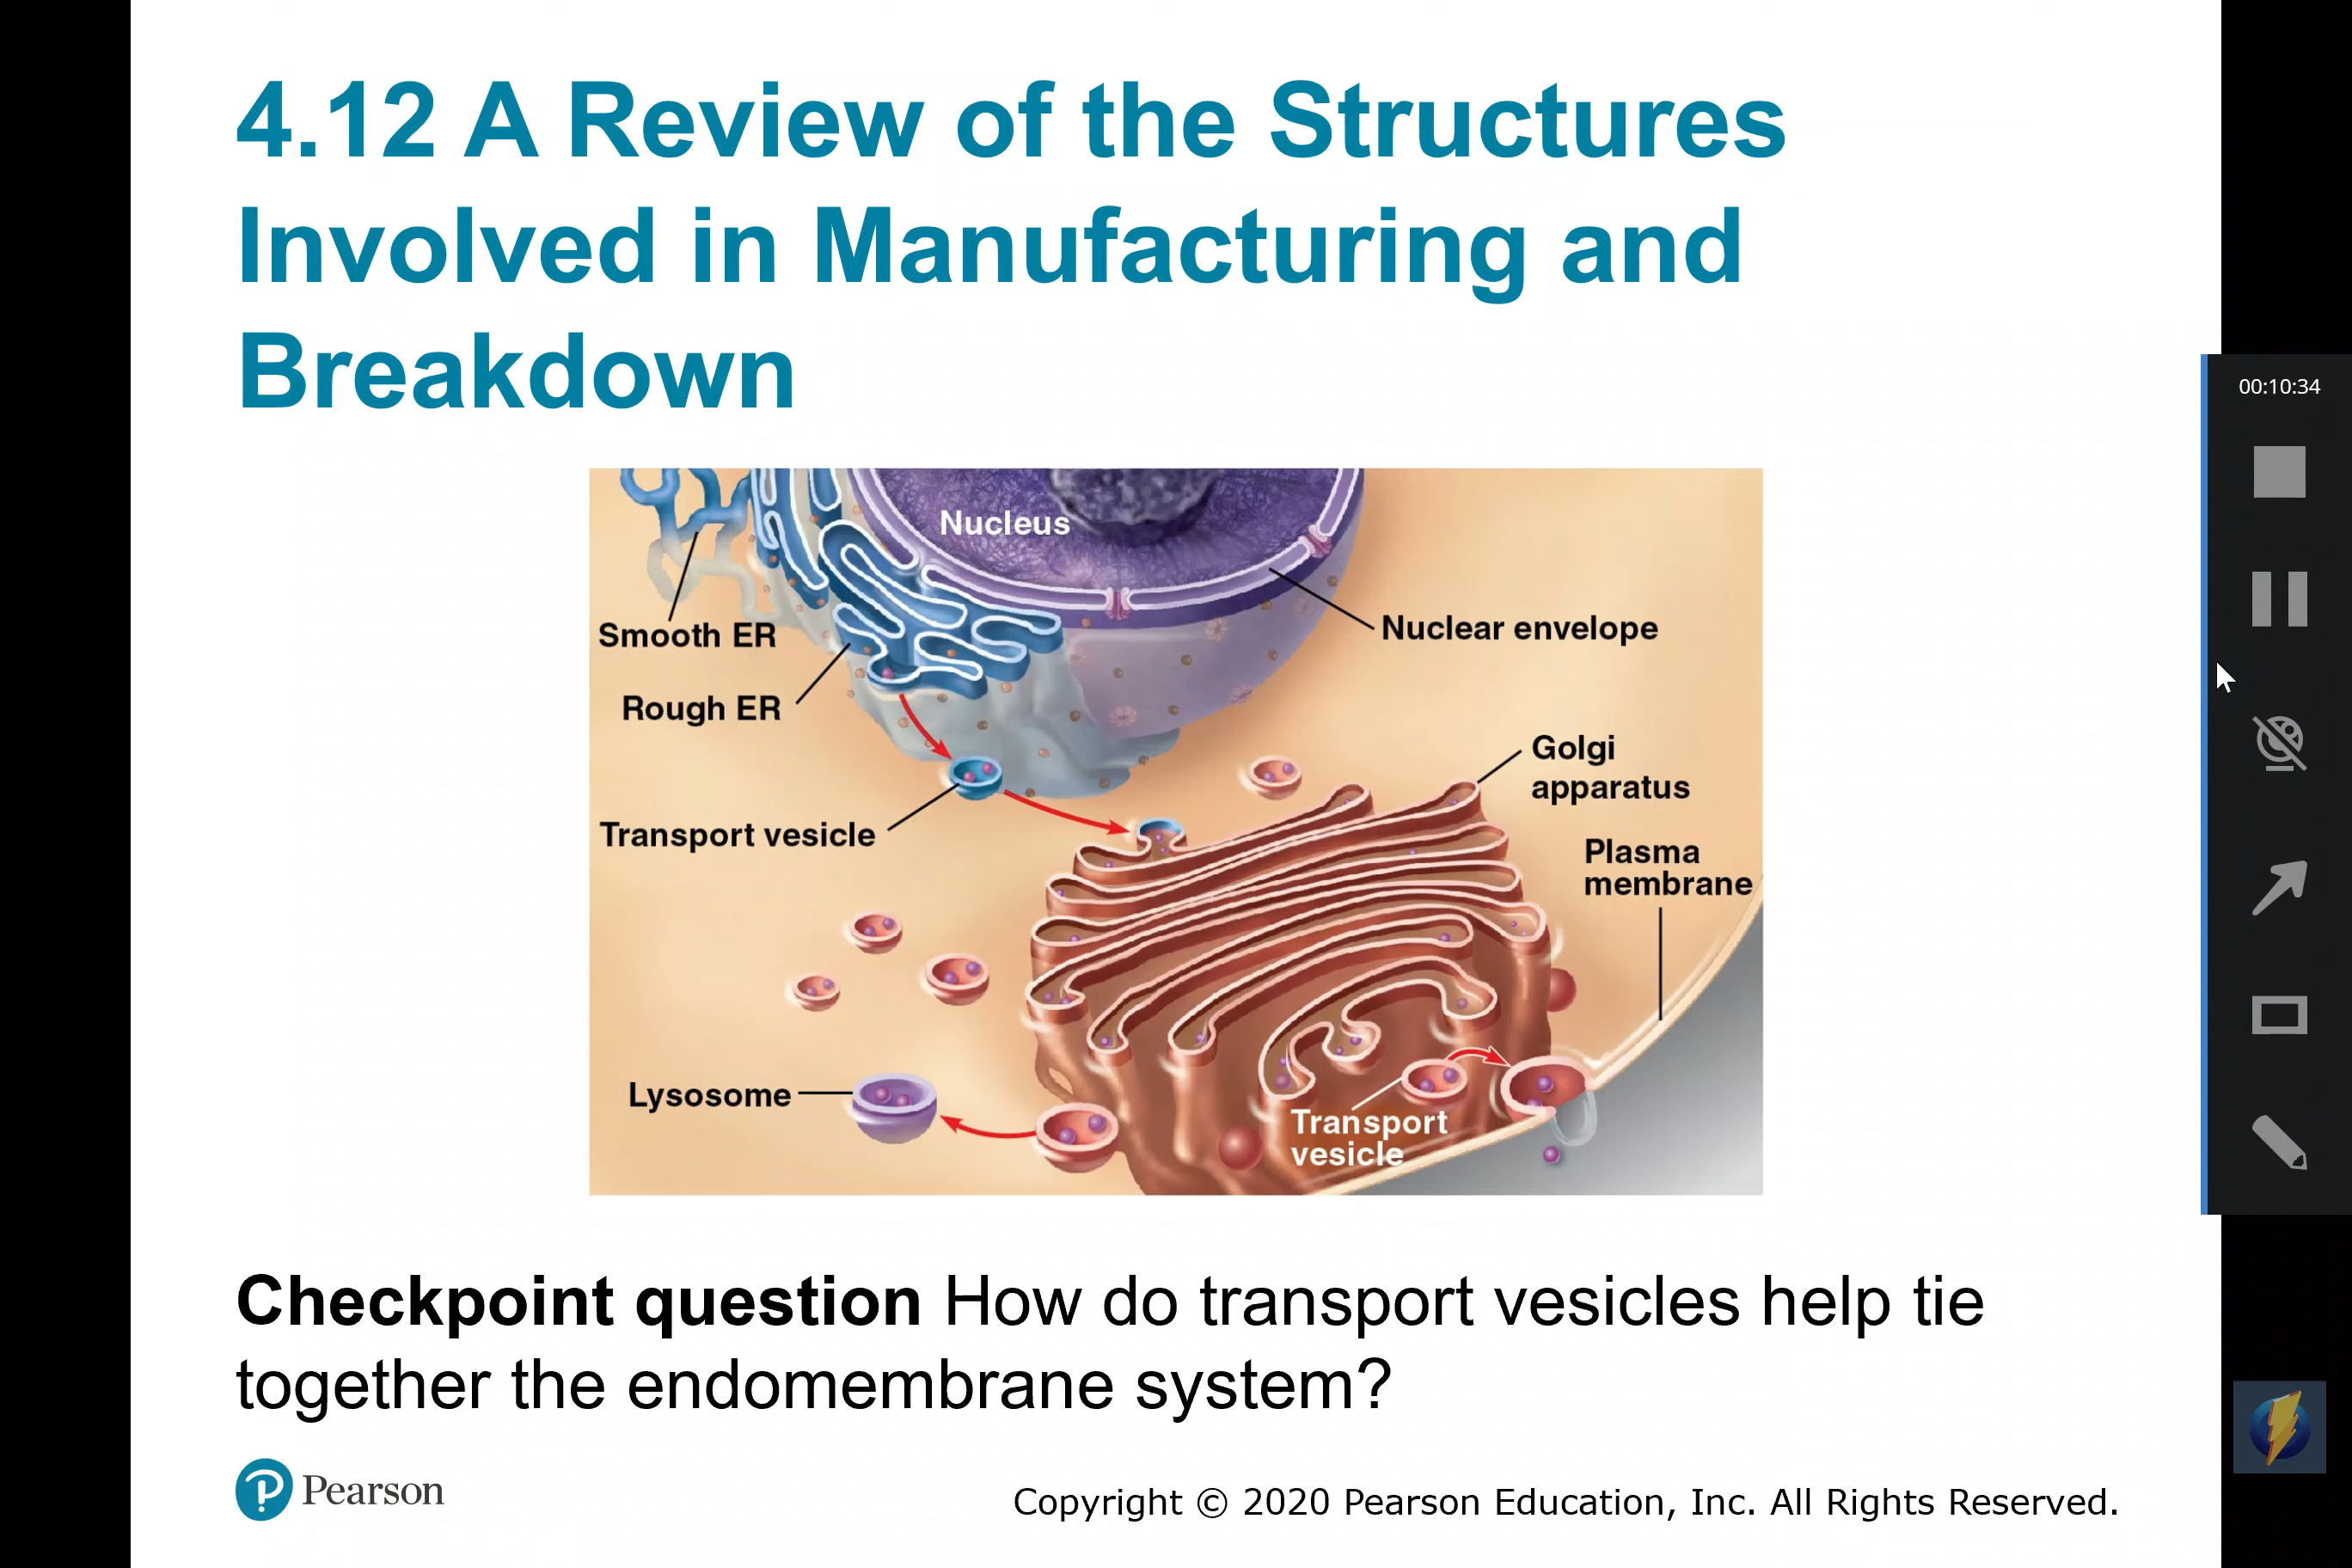 4.12 A Review of the Structures
Involved in Manufacturing and
Breakdown
00:10:34
Nucleus
Smooth ER
Nuclear envelope
Rough ER
Golgi
apparatus
Transport vesicle
Plasma
membrane
Lysosome
Transport
vesicle
Checkpoint question How do transport vesicles help tie
together the endomembrane system?
Pearson
Copyright © 2020 Pearson Education, Inc. All Rights Reserved.